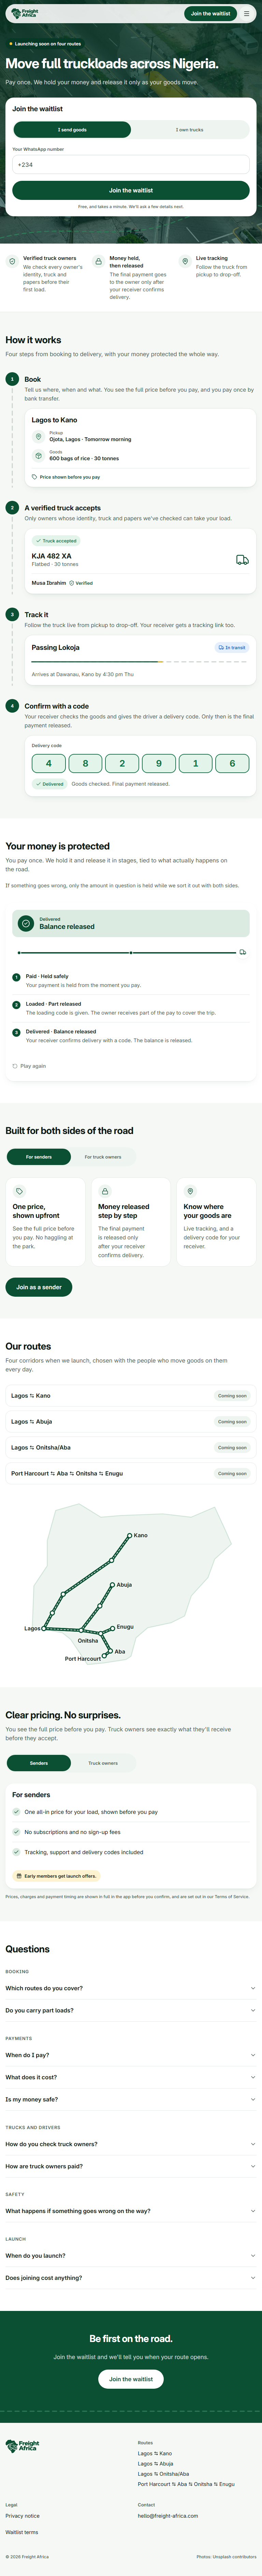 Freight
Africa
Join the waitlist
Launching soon on four routes
Move full truckloads across Nigeria.
Pay once. We hold your money and release it only as your goods move.
Join the waitlist
I send goods
I own trucks
Your WhatsApp number
+234
Join the waitlist
Free, and takes a minute. We'll ask a few details next.
Verified truck owners
We check every owner's
identity, truck and
papers before their
first load.
Money held,
then released
The final payment goes
to the owner only after
your receiver confirms
delivery.
Live tracking
Follow the truck from
pickup to drop-off.
How it works
Four steps from booking to delivery, with your money protected the whole way.
1
Book
Tell us where, when and what. You see the full price before you pay, and you pay once by
bank transfer.
Lagos to Kano
Pickup
Ojota, Lagos · Tomorrow morning
Goods
600 bags of rice · 30 tonnes
Price shown before you pay
2
A verified truck accepts
Only owners whose identity, truck and papers we've checked can take your load.
Truck accepted
KJA 482 XA
Flatbed · 30 tonnes
Musa Ibrahim
Verified
3
Track it
Follow the truck live from pickup to drop-off. Your receiver gets a tracking link too.
Passing Lokoja
In transit
Arrives at Dawanau, Kano by 4:30 pm Thu
4
Confirm with a code
Your receiver checks the goods and gives the driver a delivery code. Only then is the final
payment released.
Delivery code
4 8 2 9 1 6
Delivered
Goods checked. Final payment released.
Your money is protected
You pay once. We hold it and release it in stages, tied to what actually happens on
the road.
If something goes wrong, only the amount in question is held while we sort it out with both sides.
Delivered
Balance released
1
Paid · Held safely
Your payment is held from the moment you pay.
2
Loaded · Part released
The loading code is given. The owner receives part of the pay to cover the trip.
3
Delivered · Balance released
Your receiver confirms delivery with a code. The balance is released.
Play again
Built for both sides of the road
For senders
For truck owners
One price,
shown upfront
See the full price before
you pay. No haggling at
the park.
Money released
step by step
The final payment
is released only
after your receiver
confirms delivery.
Know where
your goods are
Live tracking, and a
delivery code for your
receiver.
Join as a sender
Our routes
Four corridors when we launch, chosen with the people who move goods on them
every day.
Lagos ⇆ Kano
Coming soon
Lagos ⇆ Abuja
Coming soon
Lagos ⇆ Onitsha/Aba
Coming soon
Port Harcourt ⇆ Aba ⇆ Onitsha ⇆ Enugu
Coming soon
Kano
Abuja
Lagos
Enugu
Onitsha
Aba
Port Harcourt
Clear pricing. No surprises.
You see the full price before you pay. Truck owners see exactly what they'll receive
before they accept.
Senders
Truck owners
For senders
One all-in price for your load, shown before you pay
No subscriptions and no sign-up fees
Tracking, support and delivery codes included
Early members get launch offers.
Prices, charges and payment timing are shown in full in the app before you confirm, and are set out in our Terms of Service.
Questions
BOOKING
Which routes do you cover?
Do you carry part loads?
PAYMENTS
When do I pay?
What does it cost?
Is my money safe?
TRUCKS AND DRIVERS
How do you check truck owners?
How are truck owners paid?
SAFETY
What happens if something goes wrong on the way?
LAUNCH
When do you launch?
Does joining cost anything?
Be first on the road.
Join the waitlist and we'll tell you when your route opens.
Join the waitlist
Freight
Africa
Routes
Lagos ⇆ Kano
Lagos ⇆ Abuja
Lagos ⇆ Onitsha/Aba
Port Harcourt ⇆ Aba ⇆ Onitsha ⇆ Enugu
Legal
Privacy notice
Waitlist terms
Contact
hello@freight-africa.com
© 2026 Freight Africa
Photos: Unsplash contributors